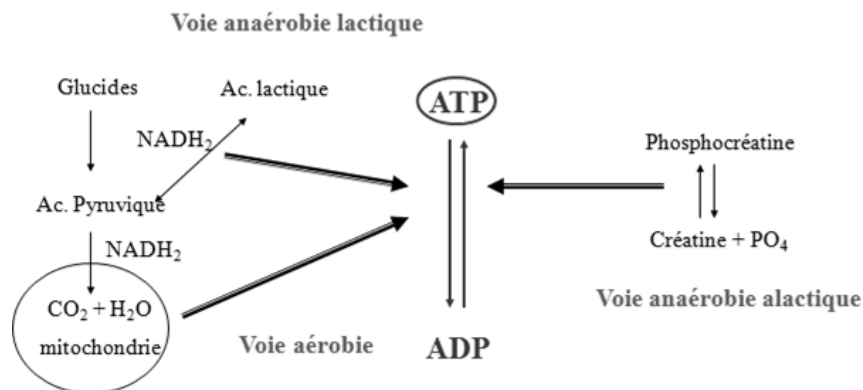 Voie anaérobie lactique
Glucides
Ac. lactique
ATP
NADH₂
Phosphocréatine
Ac. Pyruvique
NADH₂
Créatine + PO₄
CO₂ + H₂O
mitochondrie
Voie anaérobie alactique
Voie aérobie
ADP